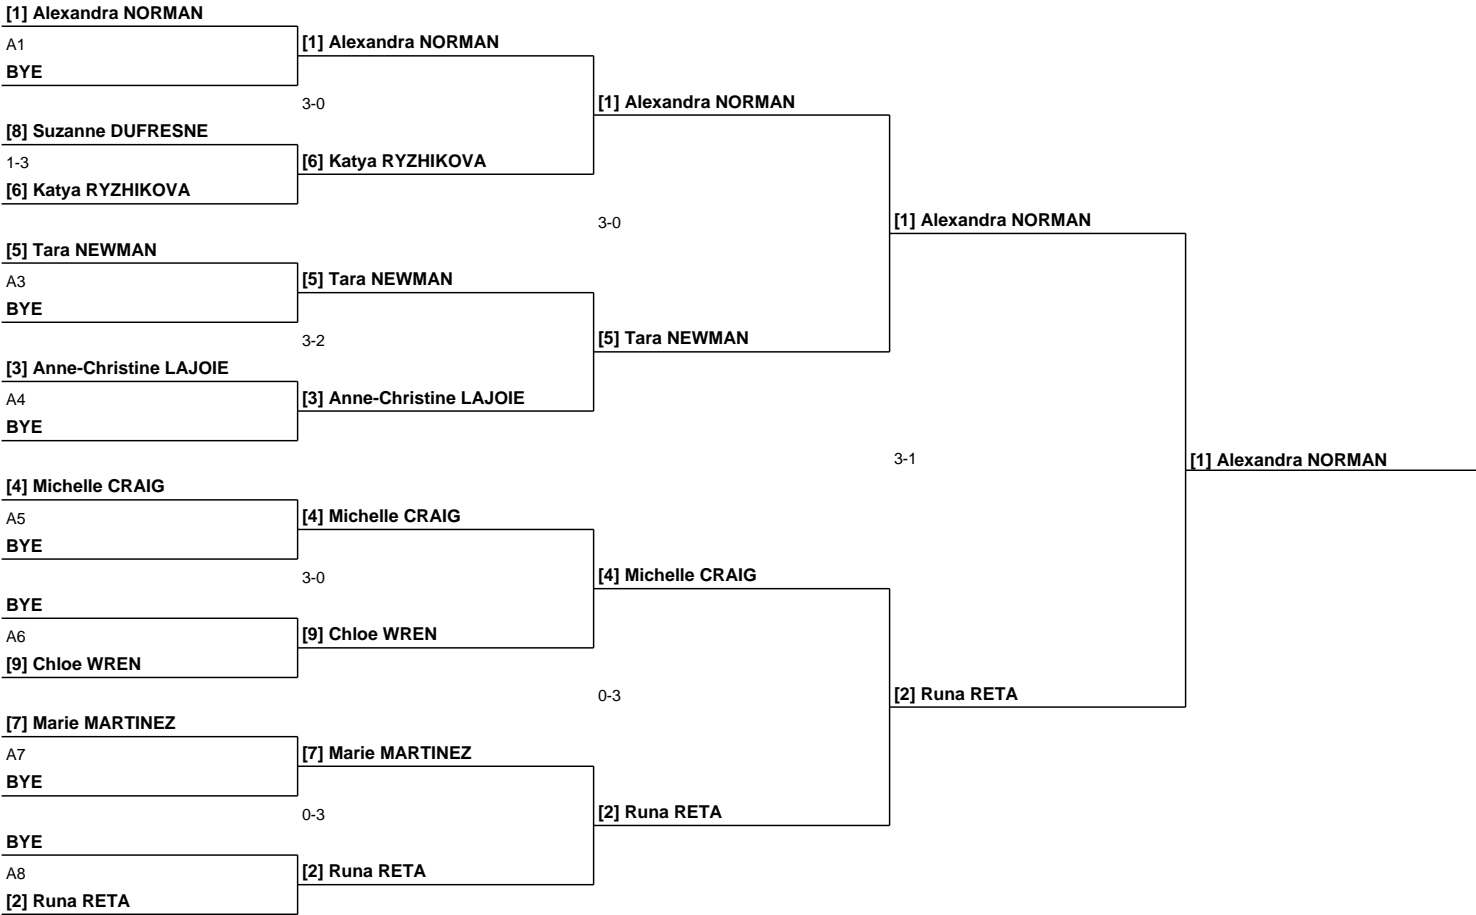 [1] Alexandra NORMAN
A1
BYE
[8] Suzanne DUFRESNE
1-3
[6] Katya RYZHIKOVA
[5] Tara NEWMAN
A3
BYE
[3] Anne-Christine LAJOIE
A4
BYE
[4] Michelle CRAIG
A5
BYE
BYE
A6
[9] Chloe WREN
[7] Marie MARTINEZ
A7
BYE
BYE
A8
[2] Runa RETA
[1] Alexandra NORMAN
3-0
[6] Katya RYZHIKOVA
[5] Tara NEWMAN
3-2
[3] Anne-Christine LAJOIE
[4] Michelle CRAIG
3-0
[9] Chloe WREN
[7] Marie MARTINEZ
0-3
[2] Runa RETA
[1] Alexandra NORMAN
3-0
[5] Tara NEWMAN
[4] Michelle CRAIG
0-3
[2] Runa RETA
[1] Alexandra NORMAN
3-1
[2] Runa RETA
[1] Alexandra NORMAN